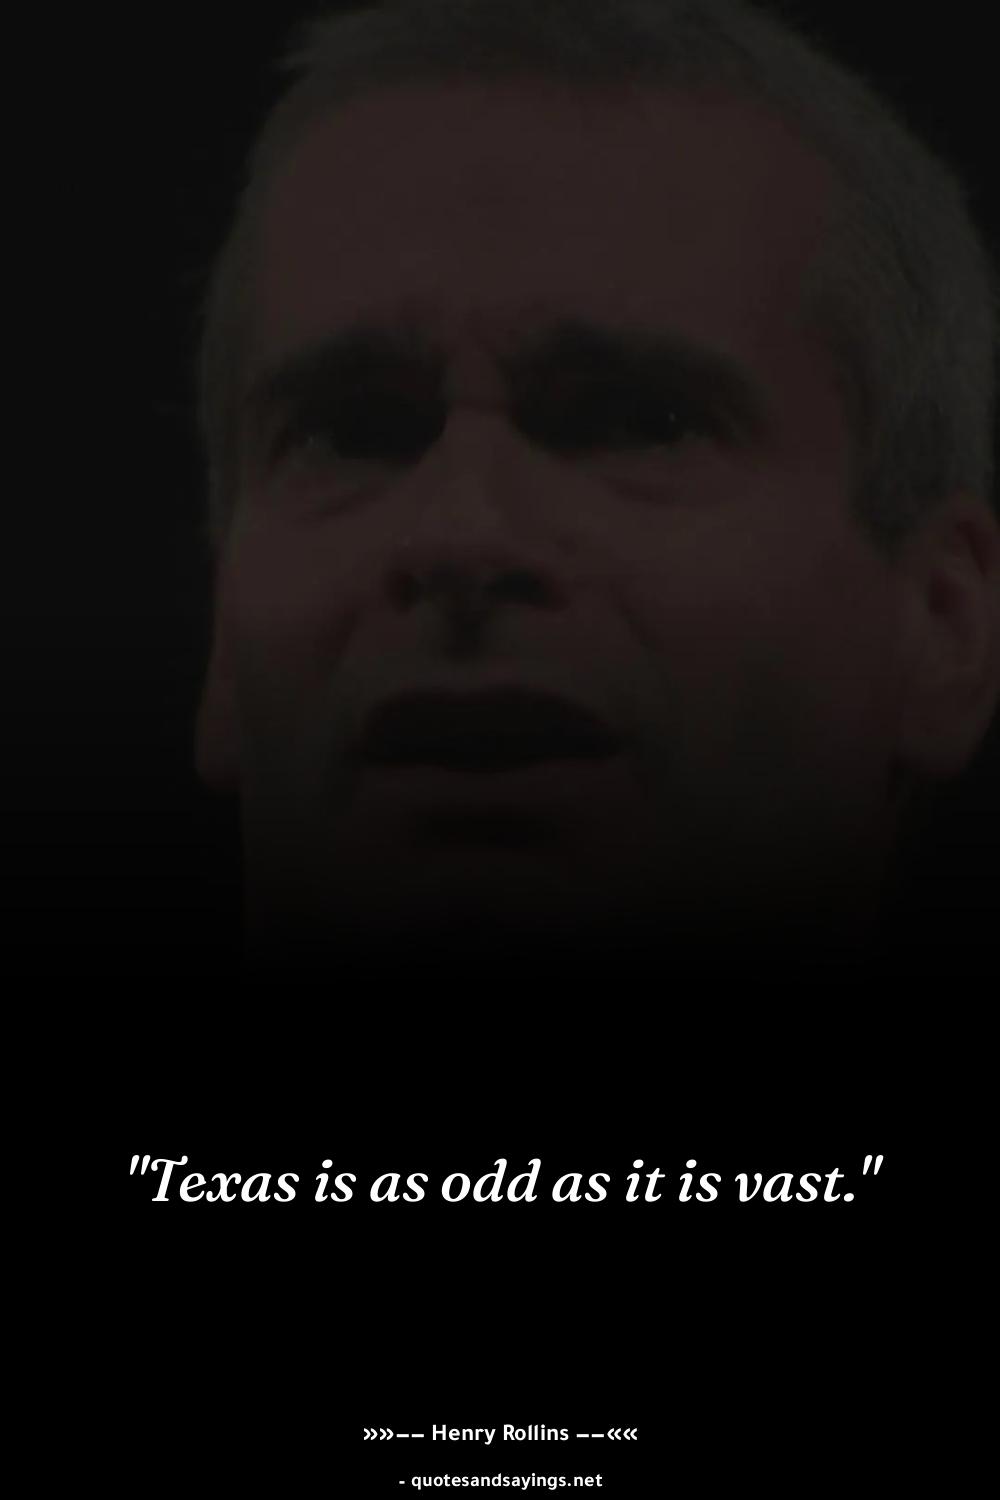 "Texas is as odd as it is vast."
»»–– Henry Rollins ––««
- quotesandsayings.net